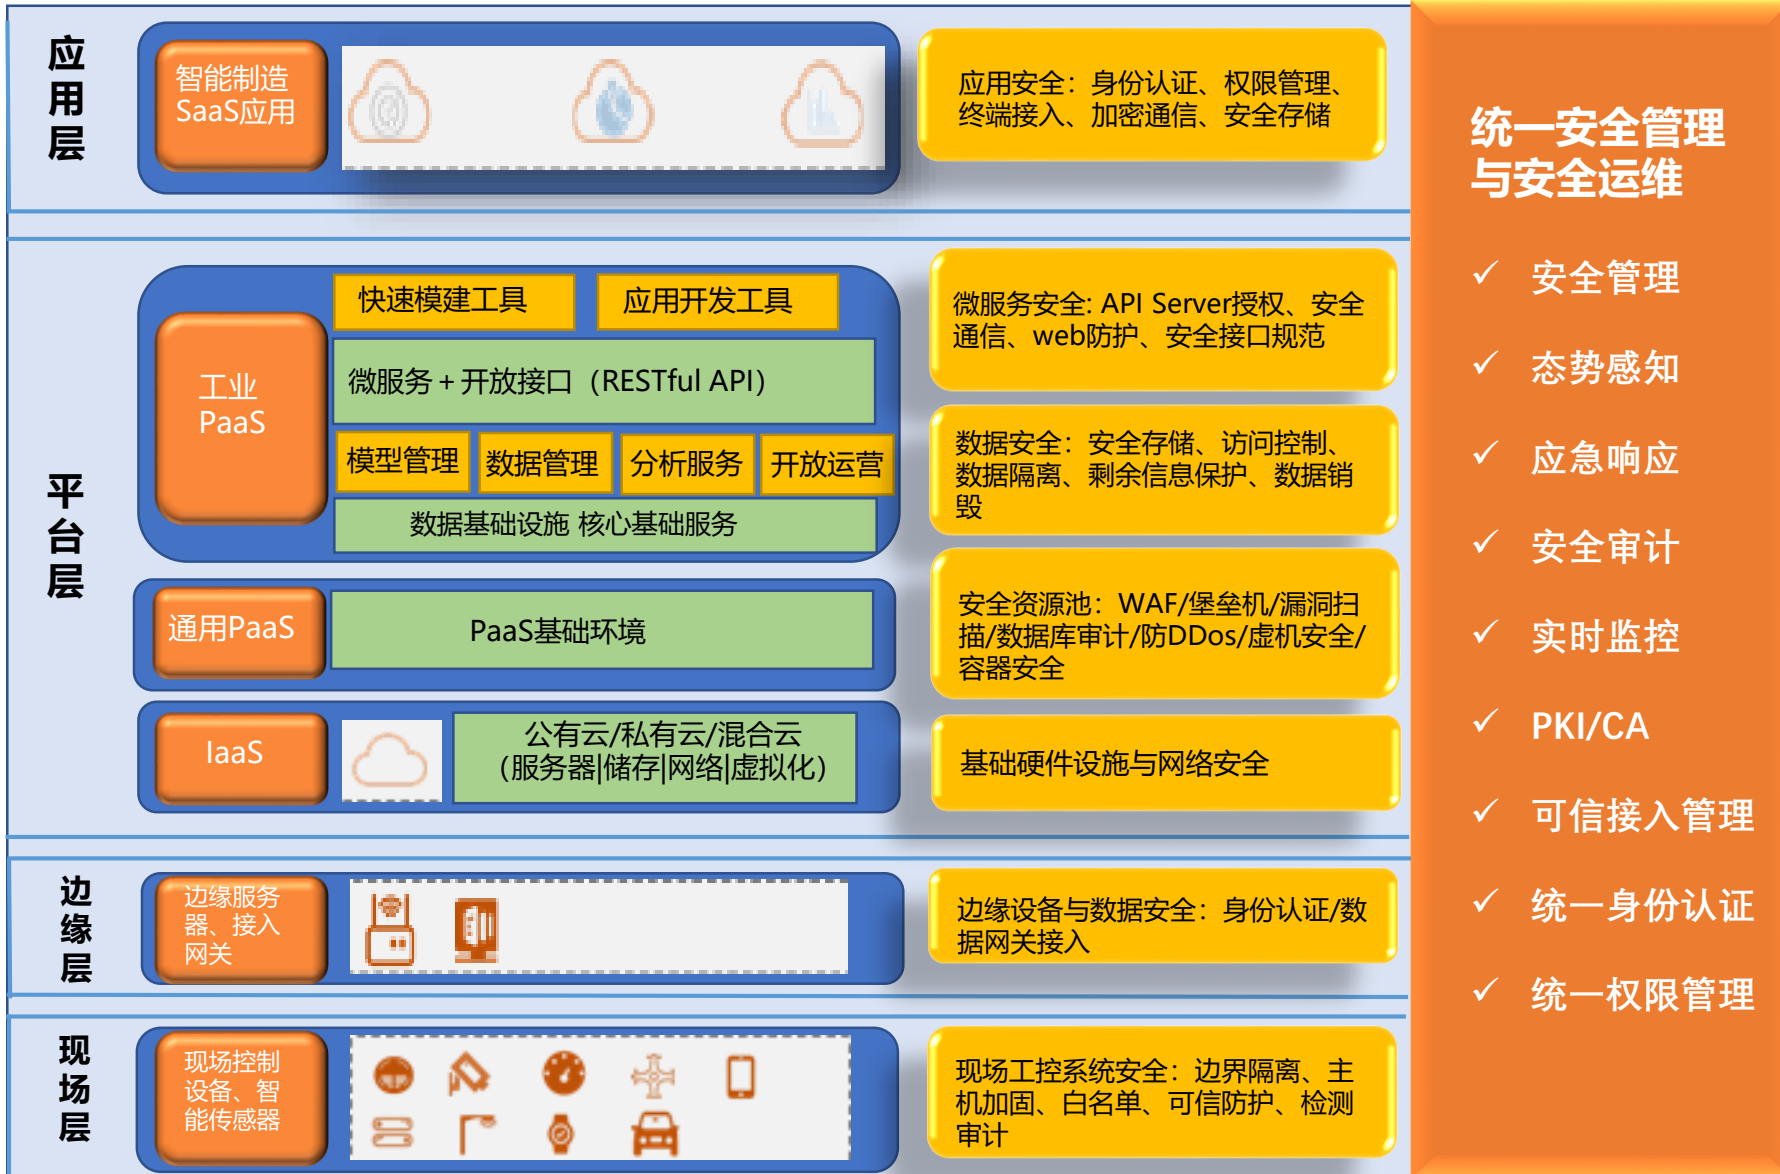 应用层
智能制造
SaaS应用
应用安全：身份认证、权限管理、
终端接入、加密通信、安全存储
平台层
工业
PaaS
快速模建工具
应用开发工具
微服务＋开放接口（RESTful API）
模型管理
数据管理
分析服务
开放运营
数据基础设施 核心基础服务
微服务安全: API Server授权、安全
通信、web防护、安全接口规范
数据安全：安全存储、访问控制、
数据隔离、剩余信息保护、数据销
毁
通用PaaS
PaaS基础环境
安全资源池：WAF/堡垒机/漏洞扫
描/数据库审计/防DDos/虚机安全/
容器安全
IaaS
公有云/私有云/混合云
（服务器|储存|网络|虚拟化）
基础硬件设施与网络安全
边缘层
边缘服务
器、接入
网关
边缘设备与数据安全：身份认证/数
据网关接入
现场层
现场控制
设备、智
能传感器
现场工控系统安全：边界隔离、主
机加固、白名单、可信防护、检测
审计
统一安全管理
与安全运维
✓ 安全管理
✓ 态势感知
✓ 应急响应
✓ 安全审计
✓ 实时监控
✓ PKI/CA
✓ 可信接入管理
✓ 统一身份认证
✓ 统一权限管理